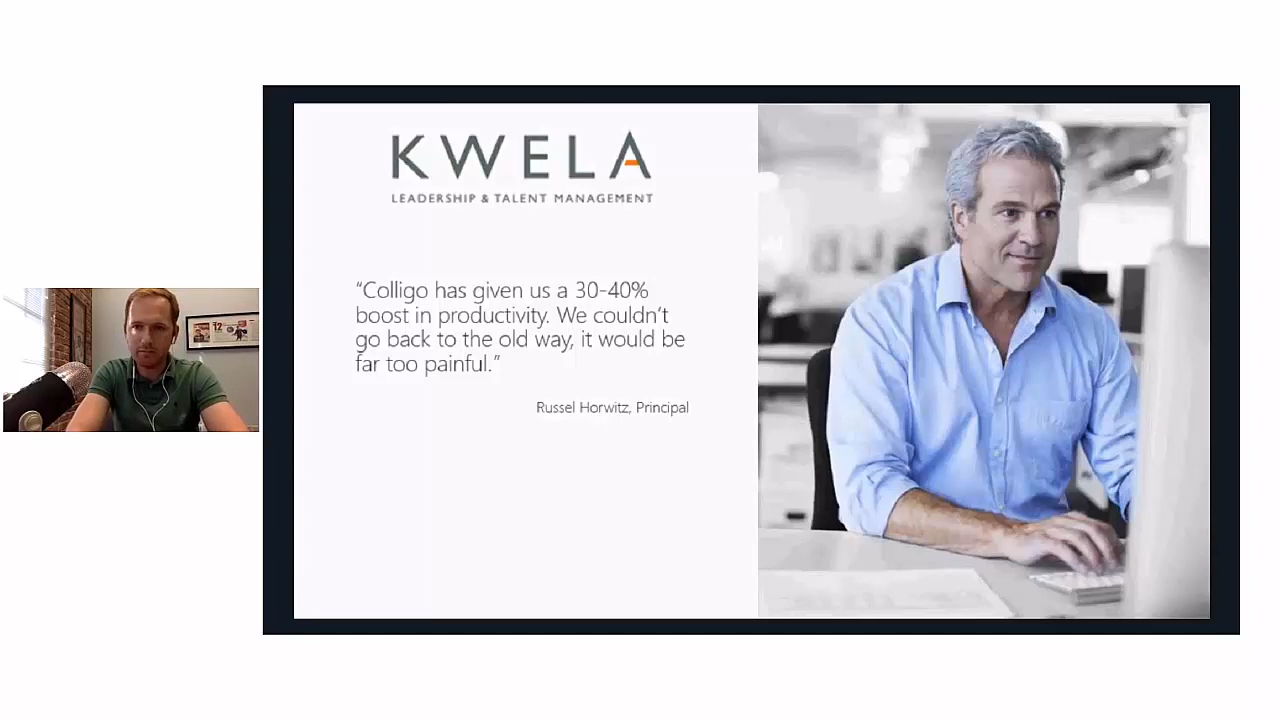 KWELA
LEADERSHIP & TALENT MANAGEMENT
“Colligo has given us a 30-40%
boost in productivity. We couldn’t
go back to the old way, it would be
far too painful.”
Russel Horwitz, Principal
12